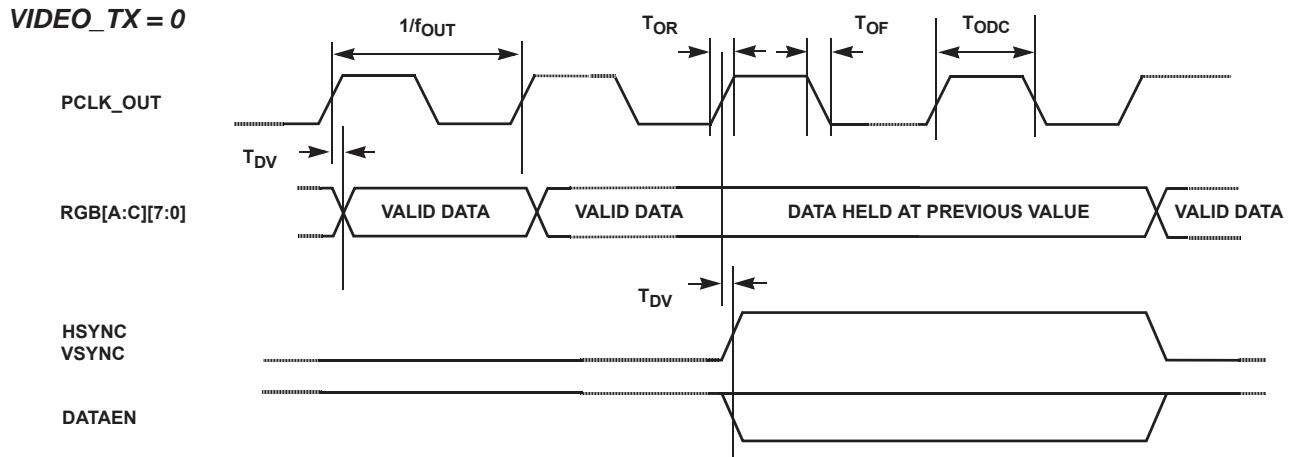 VIDEO_TX = 0
1/fOUT
TOR
TOF
TODC
PCLK_OUT
TDV
RGB[A:C][7:0]
VALID DATA
VALID DATA
DATA HELD AT PREVIOUS VALUE
VALID DATA
TDV
HSYNC
VSYNC
DATAEN